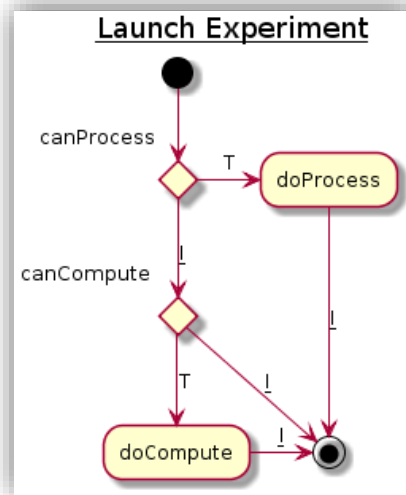 Launch Experiment
canProcess
T
doProcess
I
canCompute
I
I
T
doCompute
I